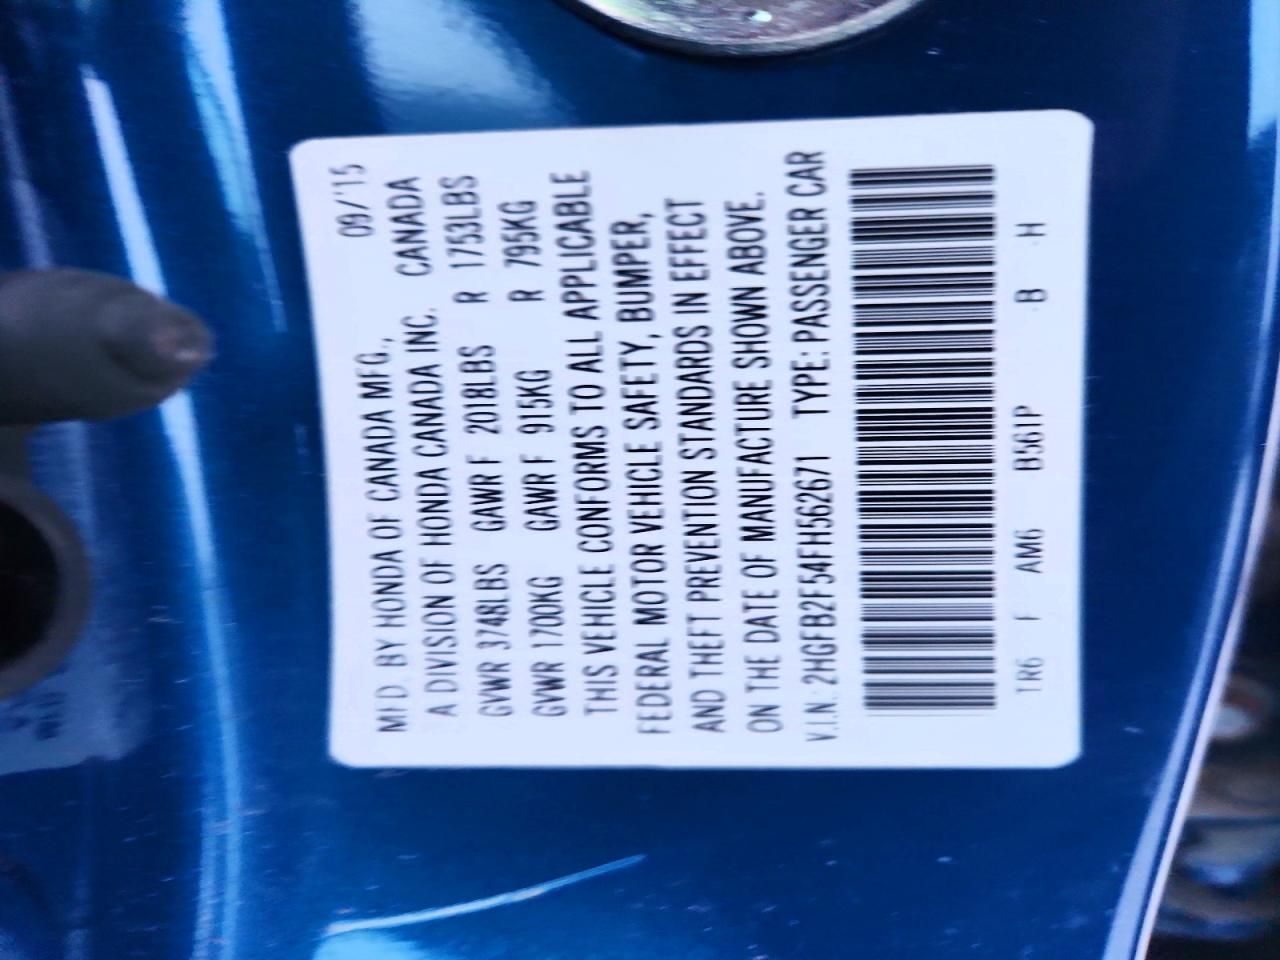 09/'15
MFD. BY HONDA OF CANADA MFG.,
A DIVISION OF HONDA CANADA INC. CANADA
GVWR 3748LBS GAWR F 2018LBS R 1753LBS
GVWR 1700KG GAWR F 915KG R 795KG
THIS VEHICLE CONFORMS TO ALL APPLICABLE
FEDERAL MOTOR VEHICLE SAFETY, BUMPER,
AND THEFT PREVENTION STANDARDS IN EFFECT
ON THE DATE OF MANUFACTURE SHOWN ABOVE.
V.I.N.: 2HGFB2F54FH562671 TYPE: PASSENGER CAR
TR6 F AM6 B561P B H